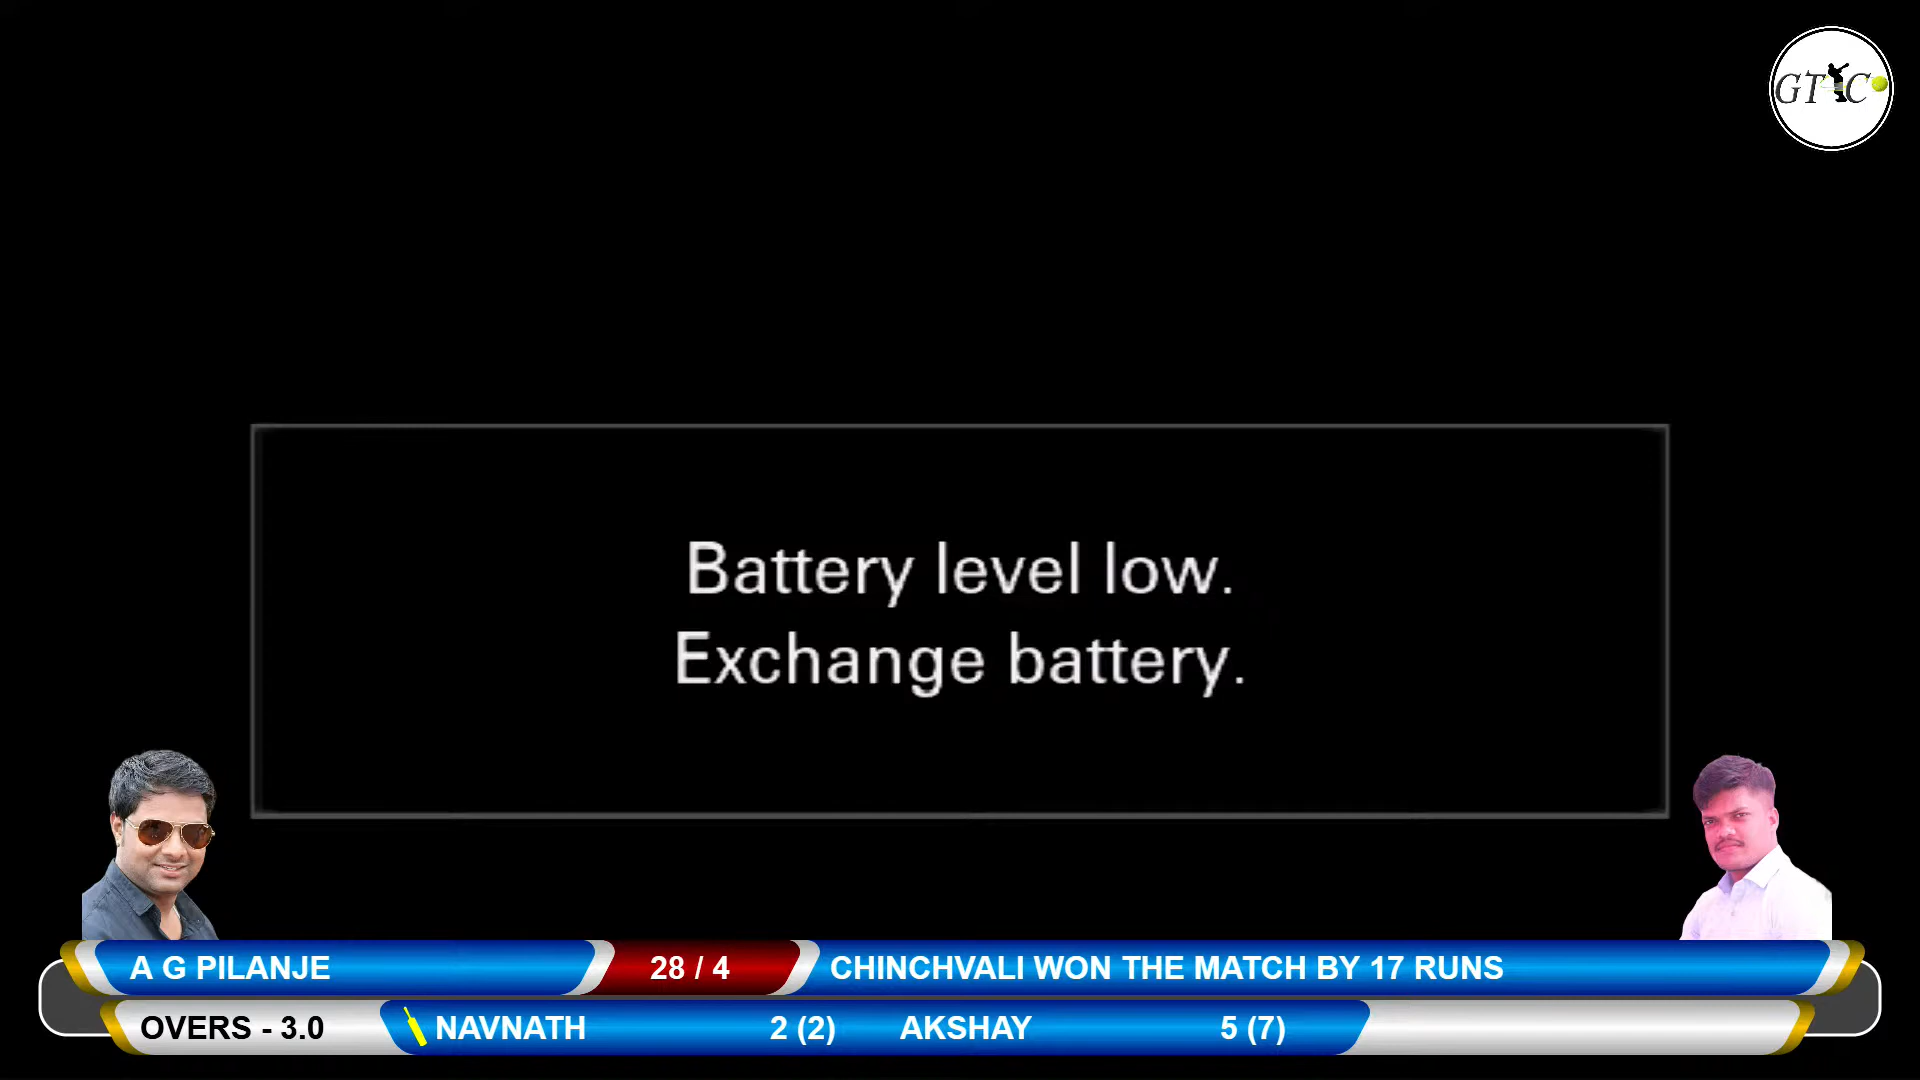 GTC
Battery level low.
Exchange battery.
A G PILANJE 28 / 4 CHINCHVALI WON THE MATCH BY 17 RUNS
OVERS - 3.0 NAVNATH 2 (2) AKSHAY 5 (7)